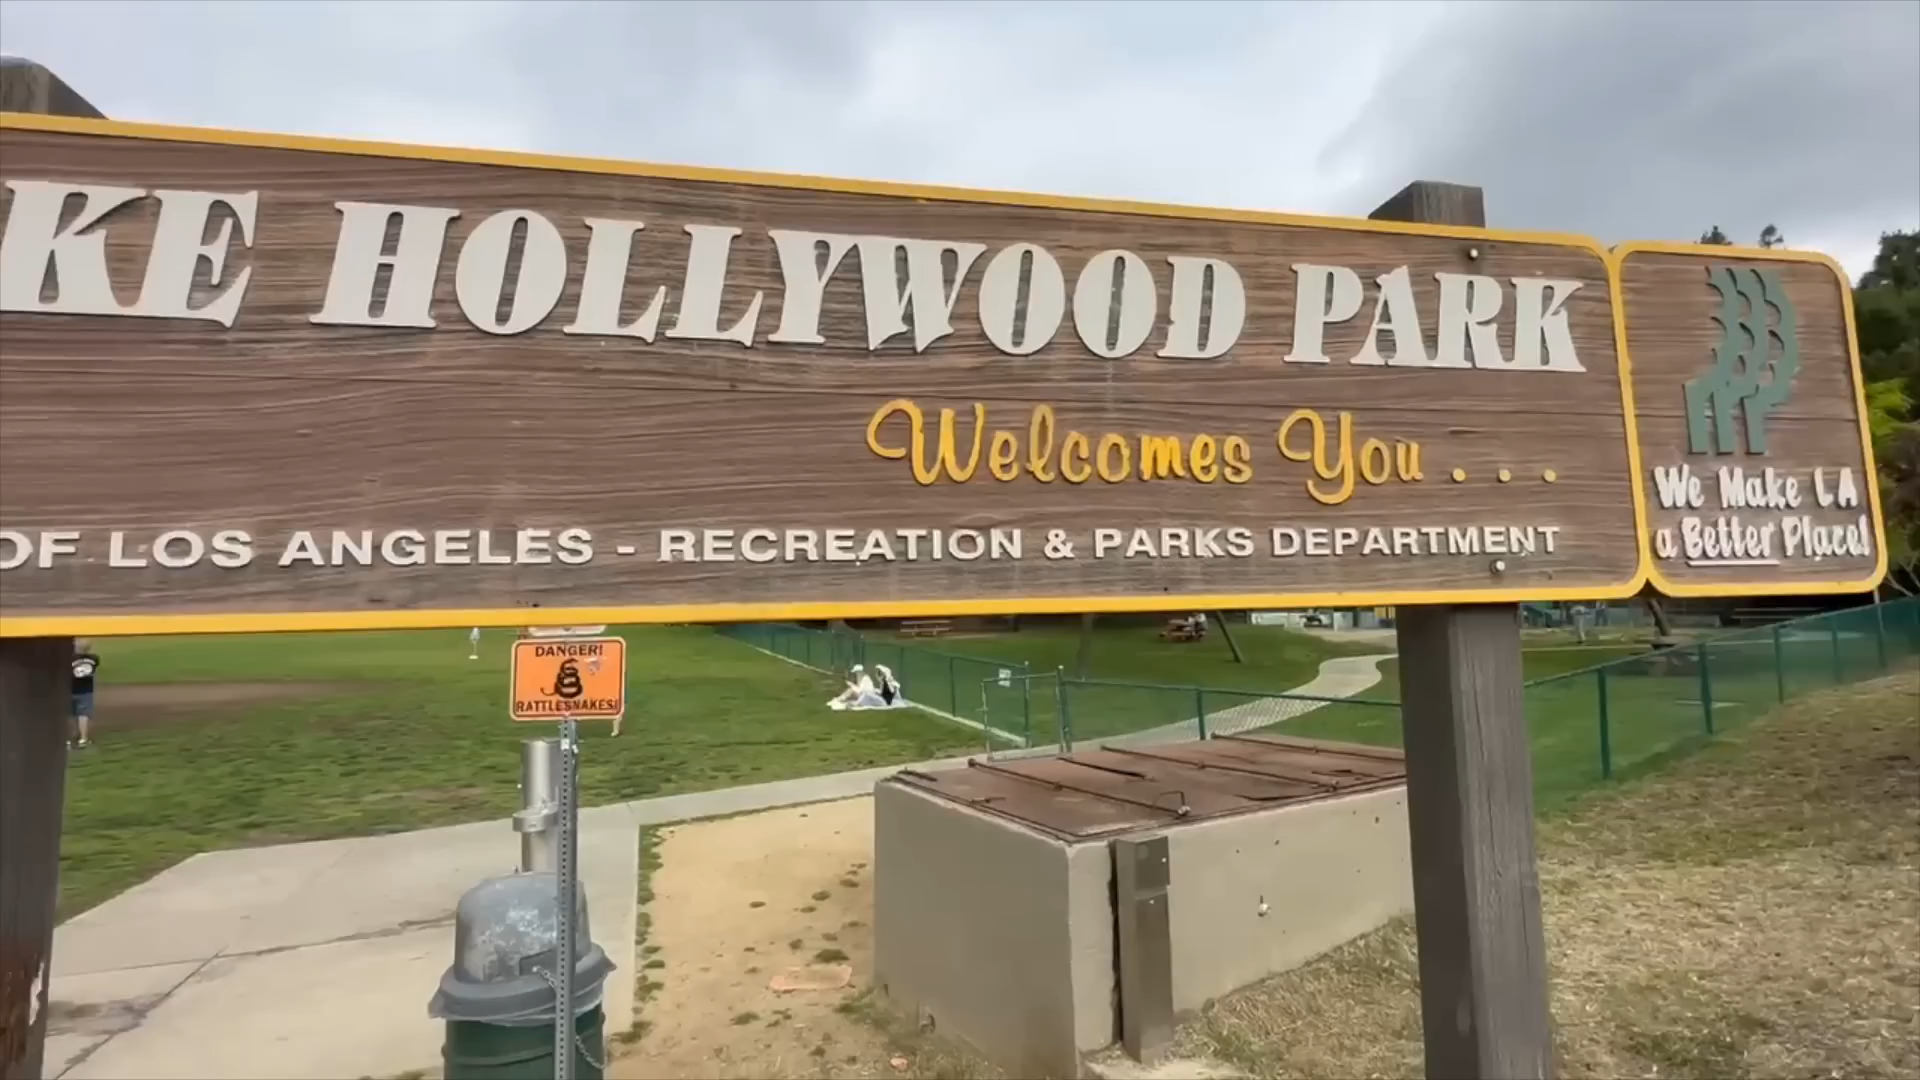 KE HOLLYWOOD PARK
Welcomes You . . .
OF LOS ANGELES - RECREATION & PARKS DEPARTMENT
We Make LA
a Better Place!
DANGER!
RATTLESNAKES!